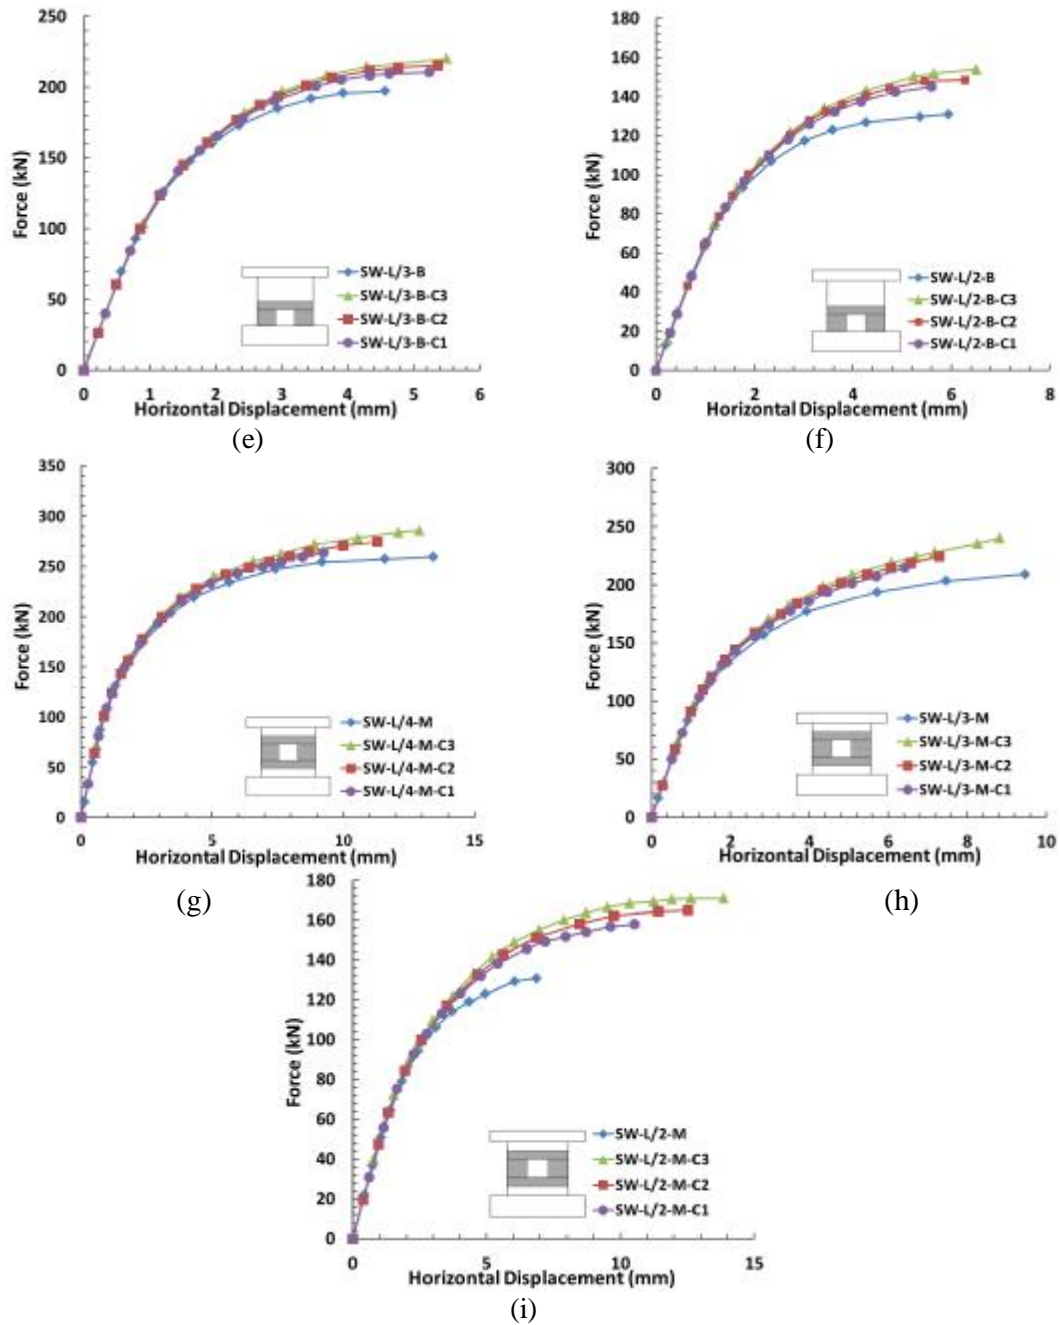 250
200
150
100
50
0
Force (kN)
SW-L/3-B
SW-L/3-B-C3
SW-L/3-B-C2
SW-L/3-B-C1
0 1 2 3 4 5 6
Horizontal Displacement (mm)
(e)
180
160
140
120
100
80
60
40
20
0
Force (kN)
SW-L/2-B
SW-L/2-B-C3
SW-L/2-B-C2
SW-L/2-B-C1
0 2 4 6 8
Horizontal Displacement (mm)
(f)
350
300
250
200
150
100
50
0
Force (kN)
SW-L/4-M
SW-L/4-M-C3
SW-L/4-M-C2
SW-L/4-M-C1
0 5 10 15
Horizontal Displacement (mm)
(g)
300
250
200
150
100
50
0
Force (kN)
SW-L/3-M
SW-L/3-M-C3
SW-L/3-M-C2
SW-L/3-M-C1
0 2 4 6 8 10
Horizontal Displacement (mm)
(h)
180
160
140
120
100
80
60
40
20
0
Force (kN)
SW-L/2-M
SW-L/2-M-C3
SW-L/2-M-C2
SW-L/2-M-C1
0 5 10 15
Horizontal Displacement (mm)
(i)